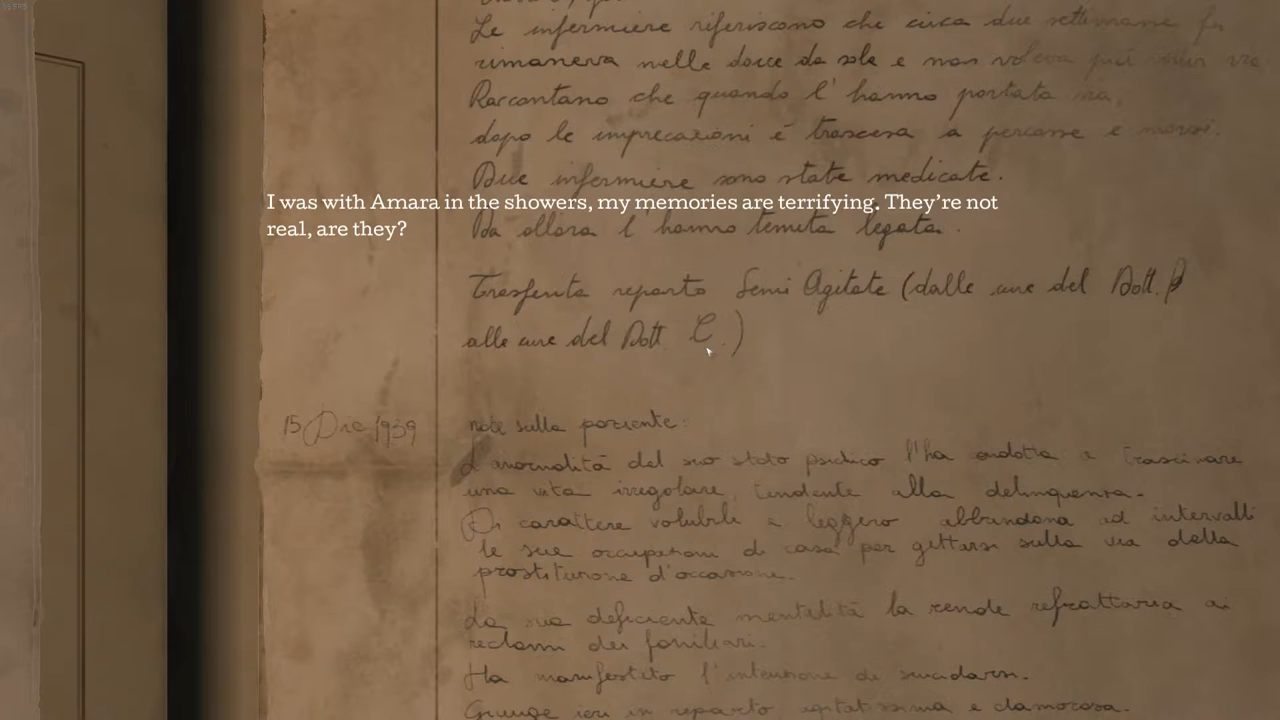 Le infermiere riferiscono che circa due settimane fa
rimaneva nelle docce da sola e non voleva più
Raccontano che quando l'hanno portata via,
dopo le imprecazioni è trascesa a percosse e morsi.
Due infermiere sono state medicate.
I was with Amara in the showers, my memories are terrifying. They're not
real, are they?
Da allora l'hanno tenuta legata.
Trasferita reparto Semi Agitate (dalle cure del Dott. P
alle cure del Dott. C.)
15 Dic 1939
note sulla paziente:
L'anormalità del suo stato psichico l'ha indotta a trascinare
una vita irregolare, tendente alla delinquenza.
Di carattere volubile e leggero abbandona ad intervalli
le sue occupazioni di casa per gettarsi sulla via della
prostituzione d'occasione.
La sua deficiente mentalità la rende refrattaria ai
reclami dei familiari.
Ha manifestato l'intenzione di suicidarsi.
Giunge ieri in reparto agitatissima e clamorosa.